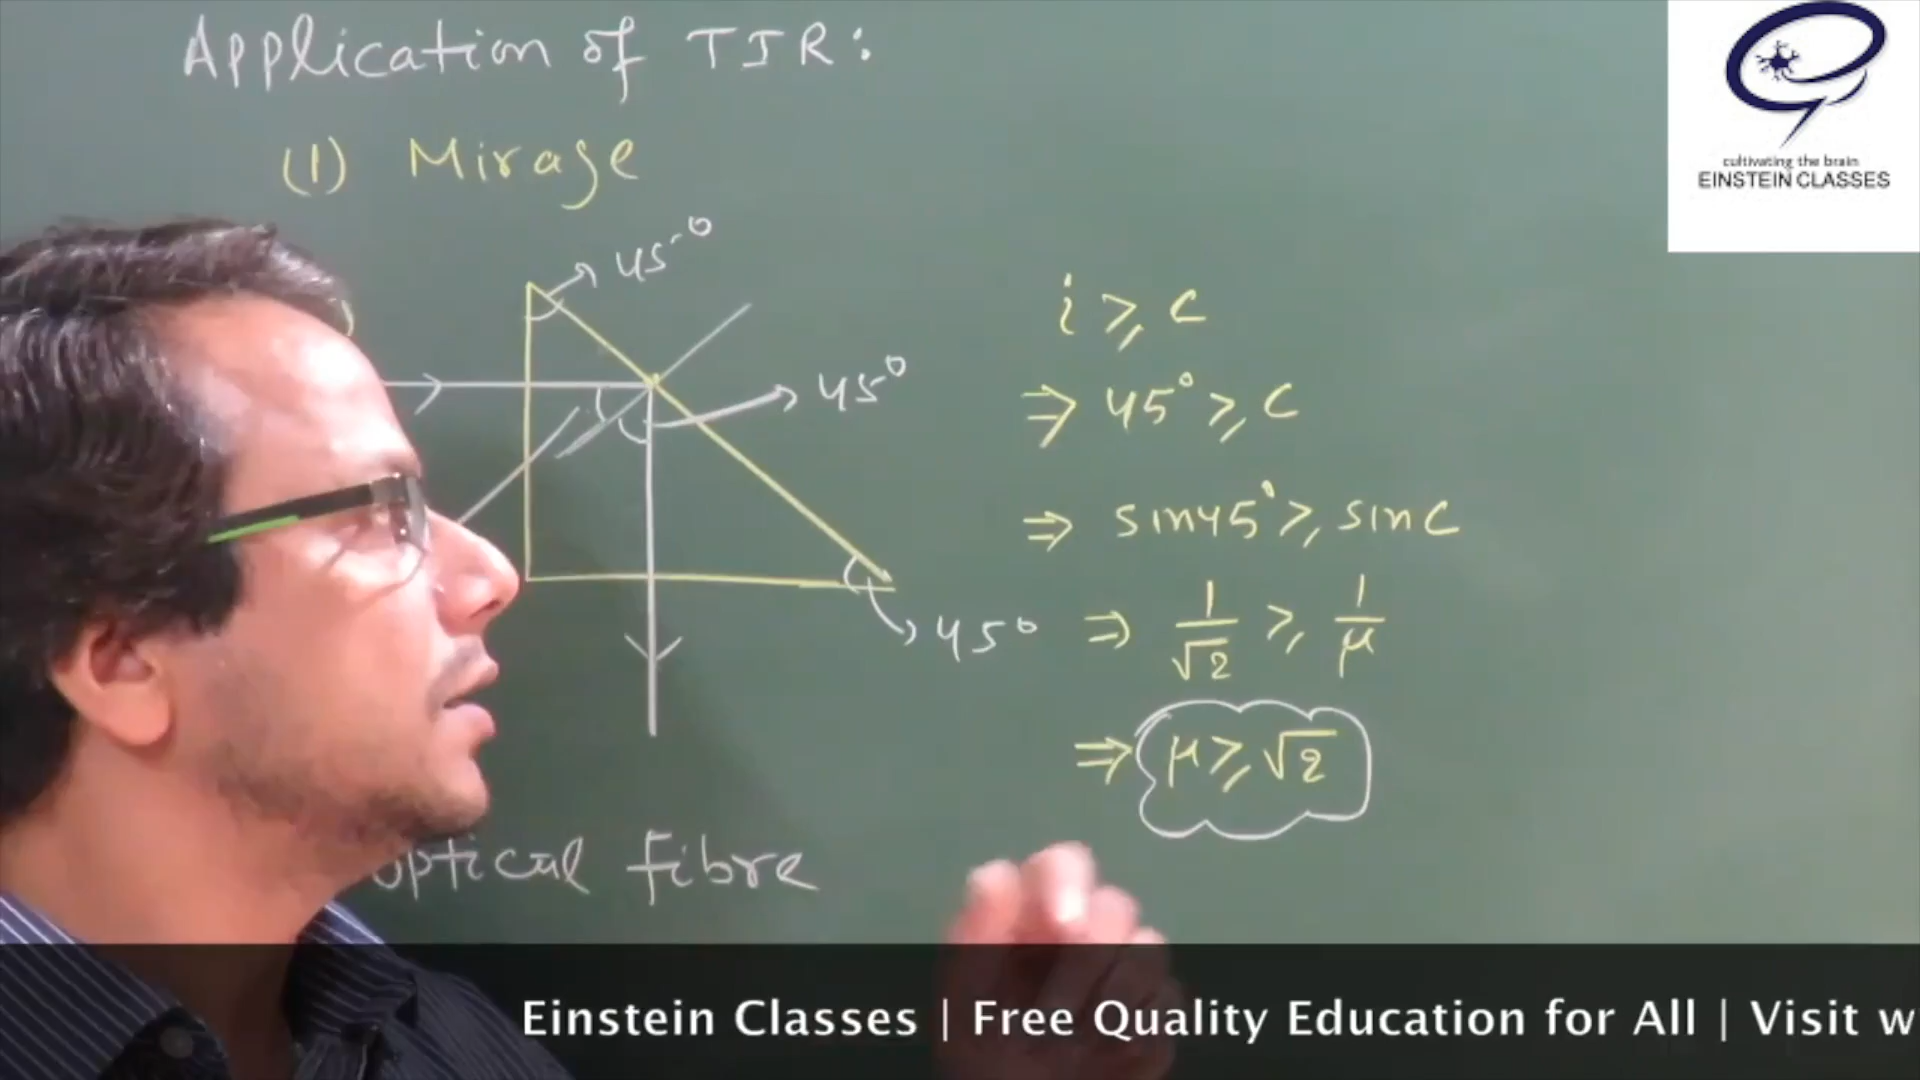 Application of TIR:
(1) Mirage
45°
45°
45°
i ⩾ c
⇒ 45° ⩾ c
⇒ sin45° ⩾ sinc
⇒ 1/√2 ⩾ 1/μ
⇒ μ ⩾ √2
optical fibre
cultivating the brain
EINSTEIN CLASSES
Einstein Classes | Free Quality Education for All | Visit w